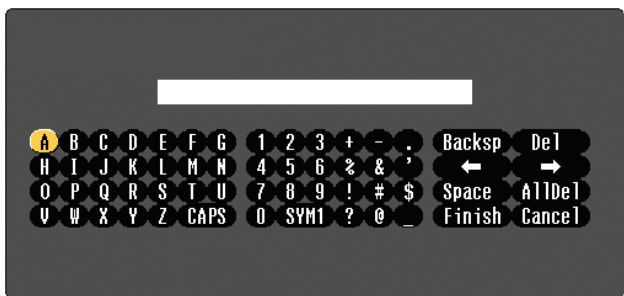 A B C D E F G 1 2 3 + - . Backsp Del
H I J K L M N 4 5 6 % & ' ← →
O P Q R S T U 7 8 9 ! # $ Space AllDel
V W X Y Z CAPS 0 SYM1 ? @ _ Finish Cancel